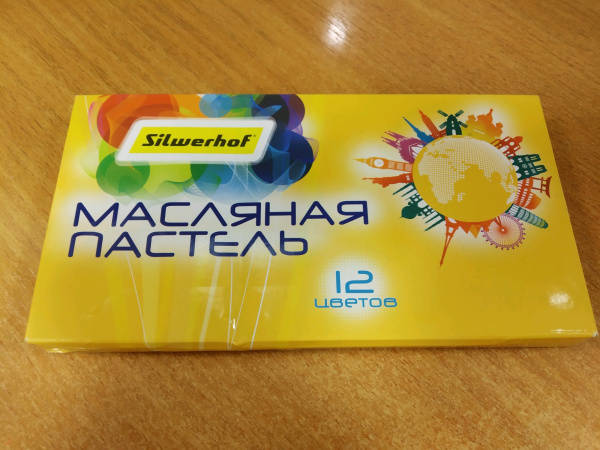 Silwerhof
МАСЛЯНАЯ
ПАСТЕЛЬ
12
цветов